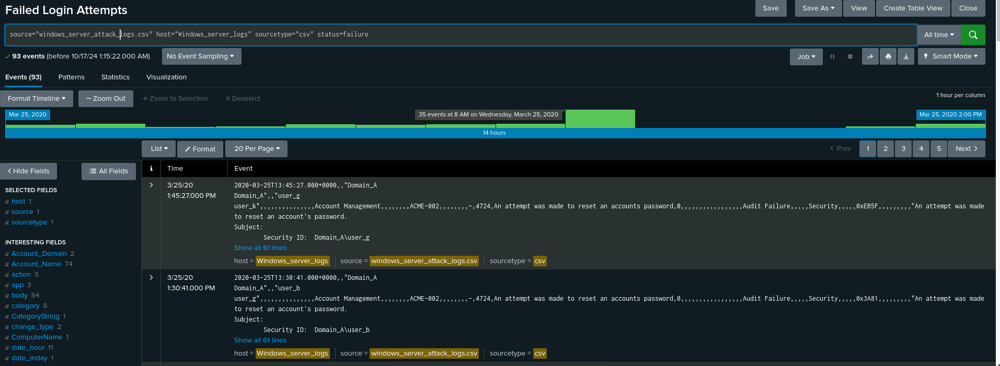 Failed Login Attempts
Save
Save As
View
Create Table View
Close
source="windows_server_attack_logs.csv" host="Windows_server_logs" sourcetype="csv" status=failure
All time
93 events (before 10/17/24 1:15:22.000 AM)
No Event Sampling
Job
Smart Mode
Events (93)
Patterns
Statistics
Visualization
Format Timeline
Zoom Out
Zoom to Selection
Deselect
1 hour per column
Mar 25, 2020
35 events at 8 AM on Wednesday, March 25, 2020
Mar 25, 2020 2:00 PM
14 hours
List
Format
20 Per Page
Prev
1
2
3
4
5
Next
Hide Fields
All Fields
SELECTED FIELDS
a host 1
a source 1
a sourcetype 1
INTERESTING FIELDS
a Account_Domain 2
a Account_Name 74
a action 5
a app 3
a body 84
a category 8
a CategoryString 1
a change_type 2
a ComputerName 1
a date_hour 11
a date_mday 1
i
Time
Event
3/25/20
1:45:27.000 PM
2020-03-25T13:45:27.000+0000,,"Domain_A
Domain_A",,"user_g
user_k",,,,,,,,,,,,,,,Account Management,,,,,,,,ACME-002,,,,,,,,-,4724,An attempt was made to reset an accounts password,0,,,,,,,,,,,,,,,,,,Audit Failure,,,,,Security,,,,,0xEB5F,,,,,,,,,"An attempt was made
to reset an account's password.
Subject:
Security ID: Domain_A\user_g
Show all 61 lines
host = Windows_server_logs
source = windows_server_attack_logs.csv
sourcetype = csv
3/25/20
1:30:41.000 PM
2020-03-25T13:30:41.000+0000,,"Domain_A
Domain_A",,"user_b
user_g",,,,,,,,,,,,,,,Account Management,,,,,,,,ACME-002,,,,,,,,-,4724,An attempt was made to reset an accounts password,0,,,,,,,,,,,,,,,,,,Audit Failure,,,,,Security,,,,,0x3A81,,,,,,,,,"An attempt was made
to reset an account's password.
Subject:
Security ID: Domain_A\user_b
Show all 61 lines
host = Windows_server_logs
source = windows_server_attack_logs.csv
sourcetype = csv